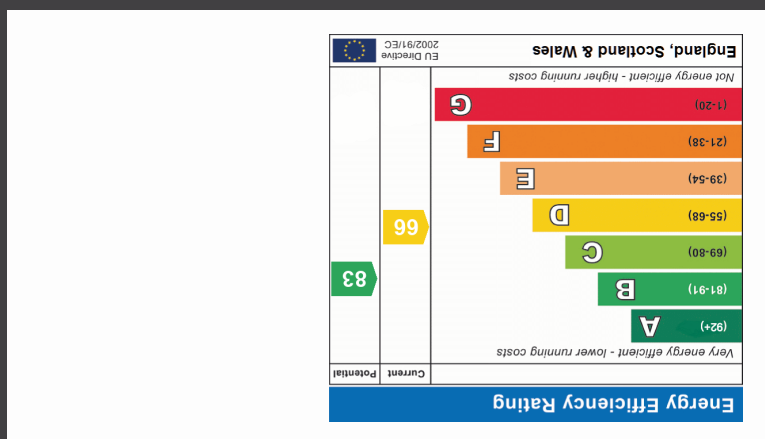 Energy Efficiency Rating
Current
Potential
Very energy efficient - lower running costs
(92+) A
(81-91) B
83
(69-80) C
66
(55-68) D
(39-54) E
(21-38) F
(1-20) G
Not energy efficient - higher running costs
England, Scotland & Wales
EU Directive
2002/91/EC